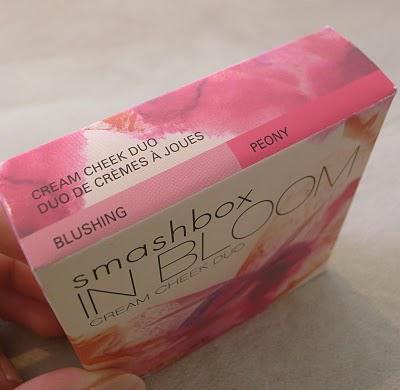 CREAM CHEEK DUO
DUO DE CRÈMES À JOUES
BLUSHING
PEONY
smashbox
IN BLOOM
CREAM CHEEK DUO